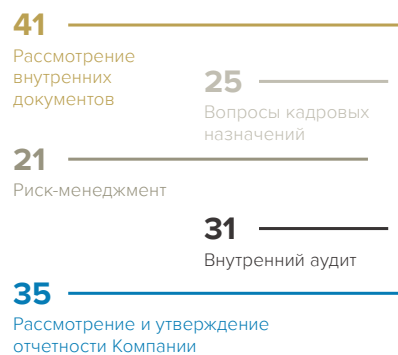 41
Рассмотрение
внутренних
документов
25
Вопросы кадровых
назначений
21
Риск-менеджмент
31
Внутренний аудит
35
Рассмотрение и утверждение
отчетности Компании